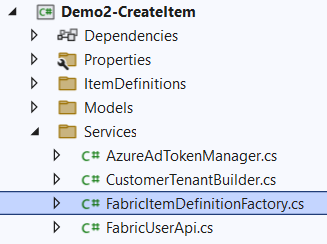 Demo2-CreateItem
Dependencies
Properties
ItemDefinitions
Models
Services
C# AzureAdTokenManager.cs
C# CustomerTenantBuilder.cs
C# FabricItemDefinitionFactory.cs
C# FabricUserApi.cs